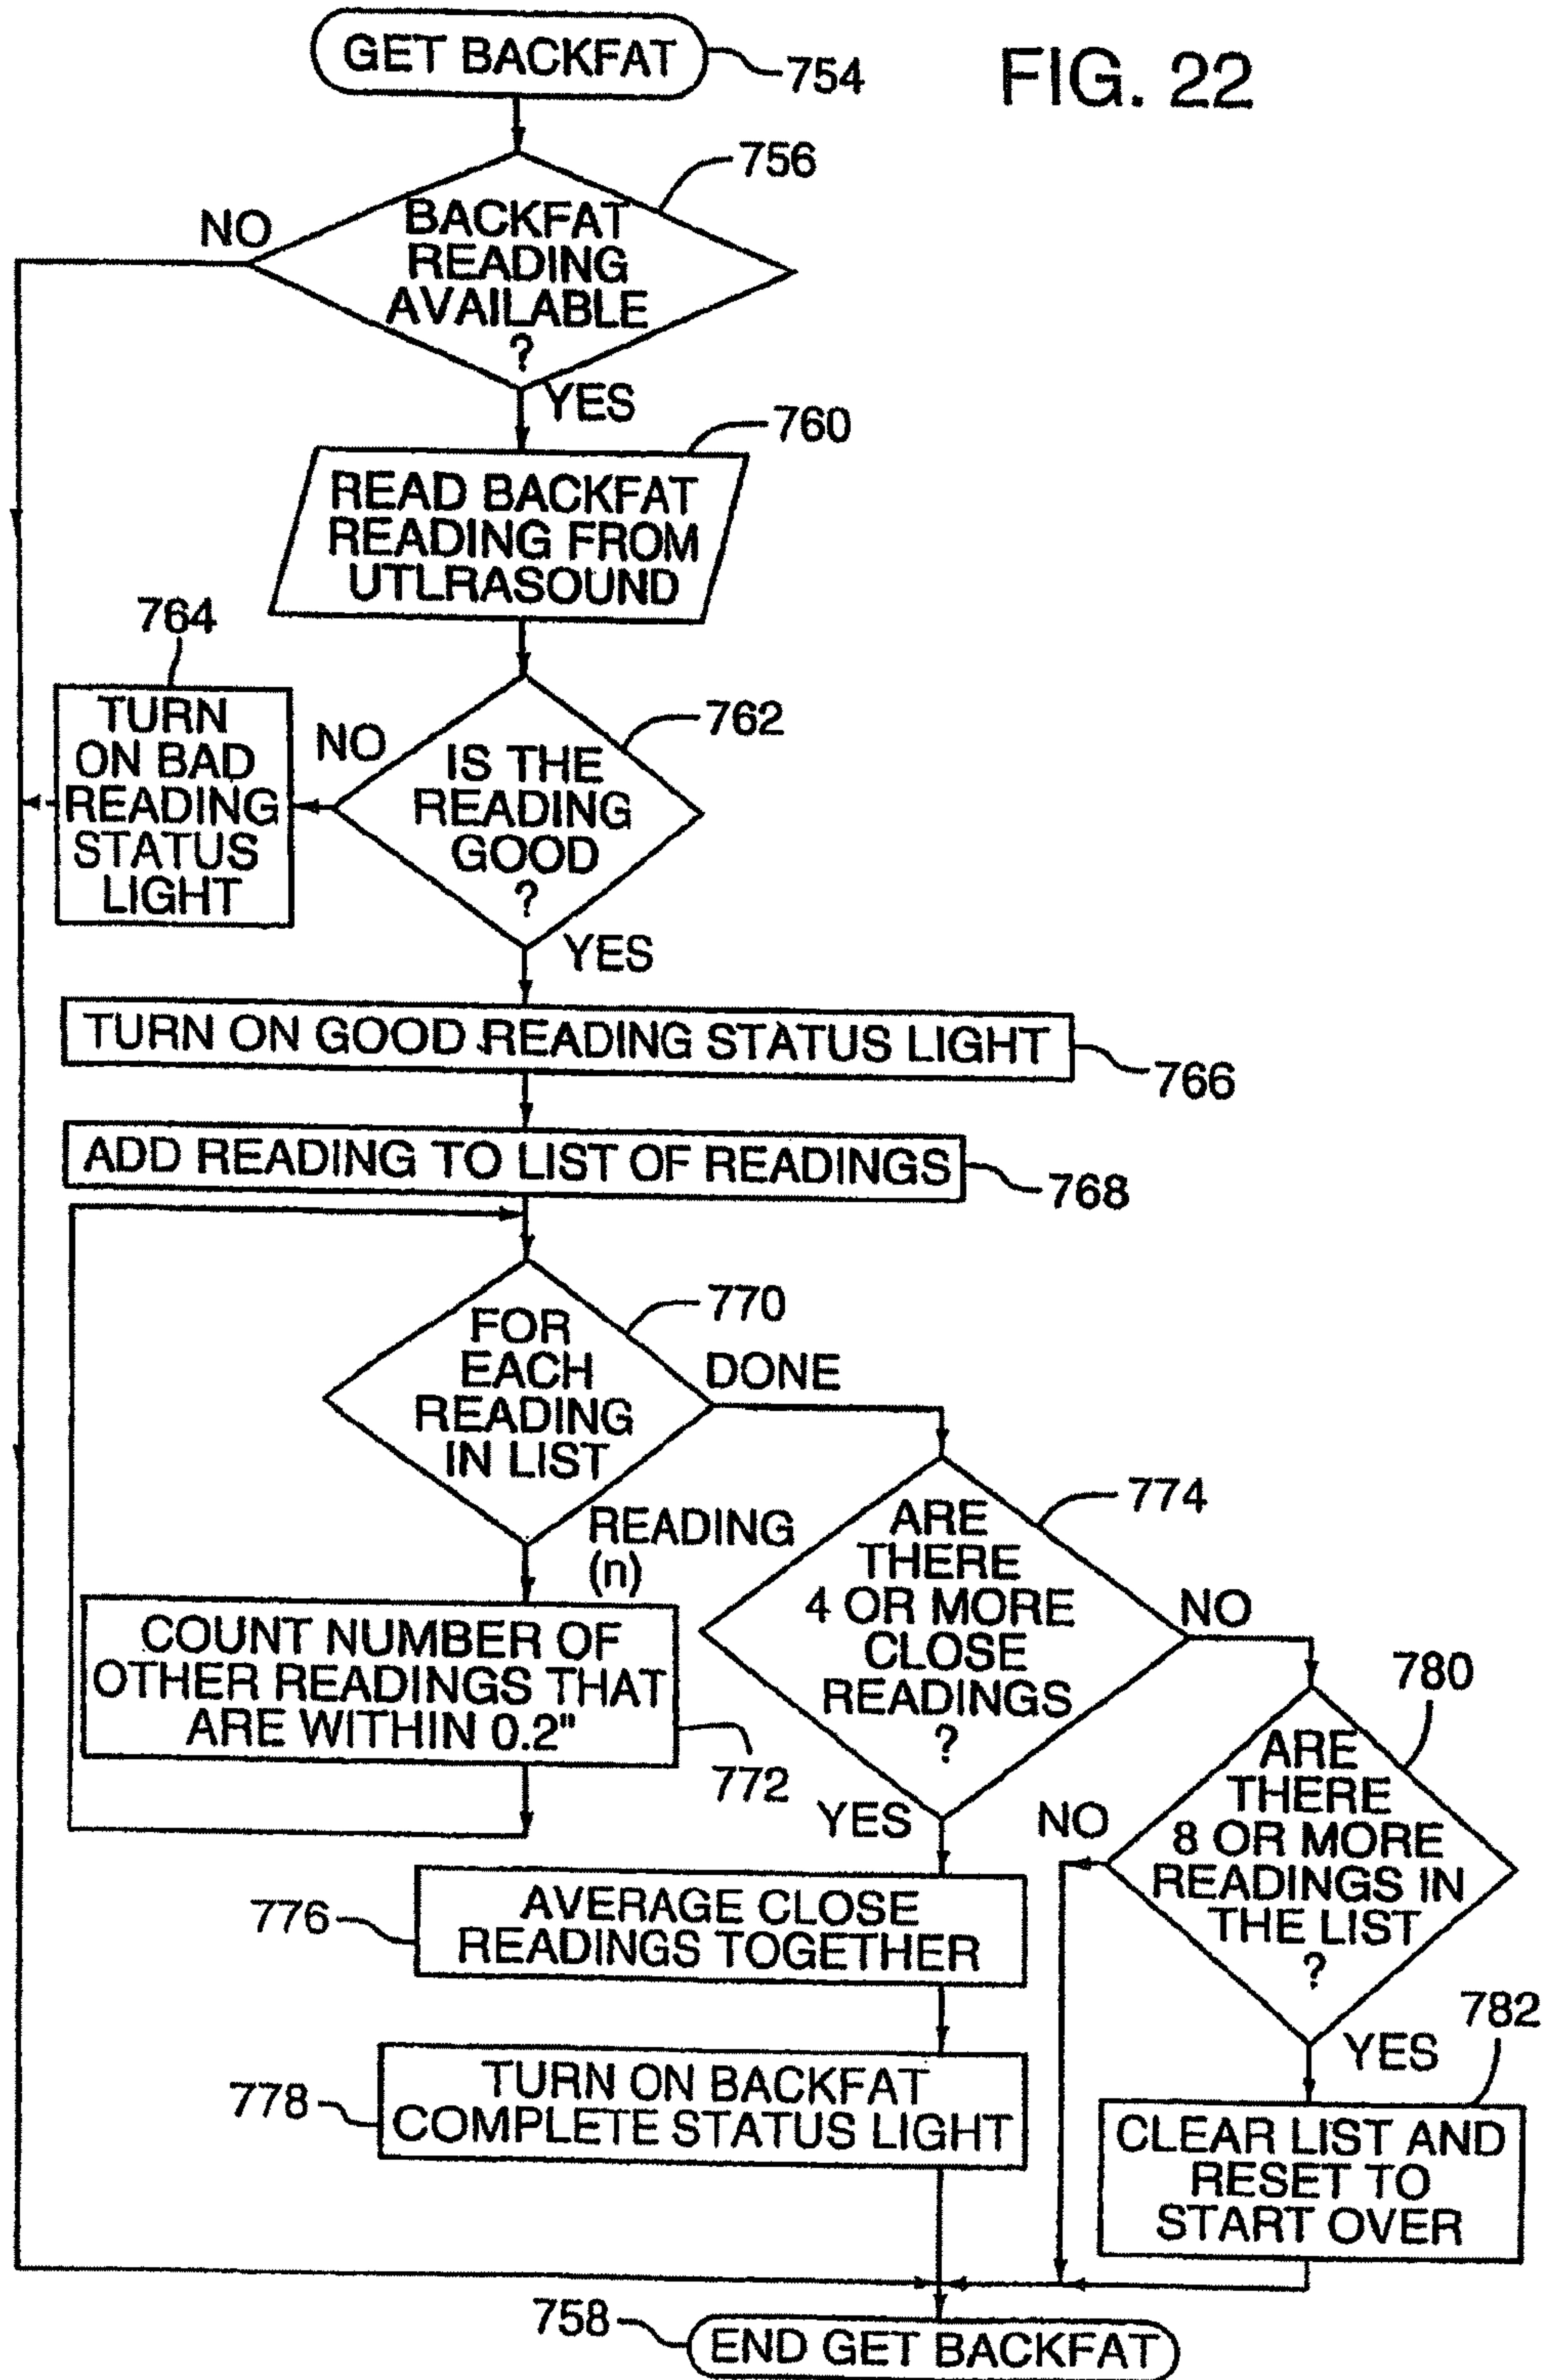 GET BACKFAT
754
FIG. 22
756
NO
BACKFAT
READING
AVAILABLE
?
YES
760
READ BACKFAT
READING FROM
UTLRASOUND
764
TURN
ON BAD
READING
STATUS
LIGHT
NO
762
IS THE
READING
GOOD
?
YES
TURN ON GOOD READING STATUS LIGHT
766
ADD READING TO LIST OF READINGS
768
770
FOR
EACH
READING
IN LIST
DONE
READING
(n)
774
ARE
THERE
4 OR MORE
CLOSE
READINGS
?
NO
COUNT NUMBER OF
OTHER READINGS THAT
ARE WITHIN 0.2"
772
YES
780
ARE
THERE
8 OR MORE
READINGS IN
THE LIST
?
NO
776
AVERAGE CLOSE
READINGS TOGETHER
782
YES
778
TURN ON BACKFAT
COMPLETE STATUS LIGHT
CLEAR LIST AND
RESET TO
START OVER
758
END GET BACKFAT